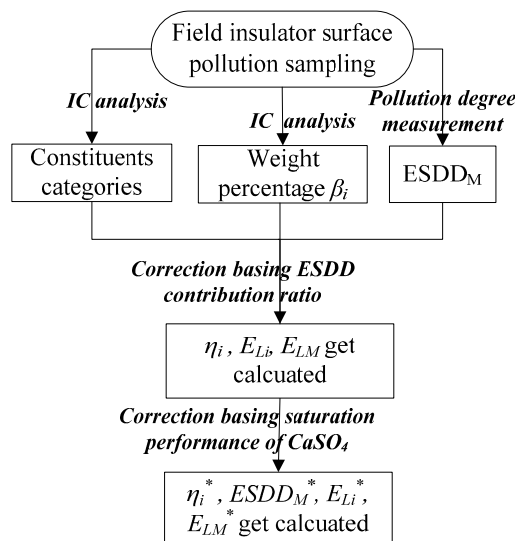 Field insulator surface
pollution sampling
IC analysis
IC analysis
Pollution degree
measurement
Constituents
categories
Weight
percentage βi
ESDDM
Correction basing ESDD
contribution ratio
ηi , ELi, ELM get
calcuated
Correction basing saturation
performance of CaSO4
ηi*, ESDDM*, ELi*,
ELM* get calcuated